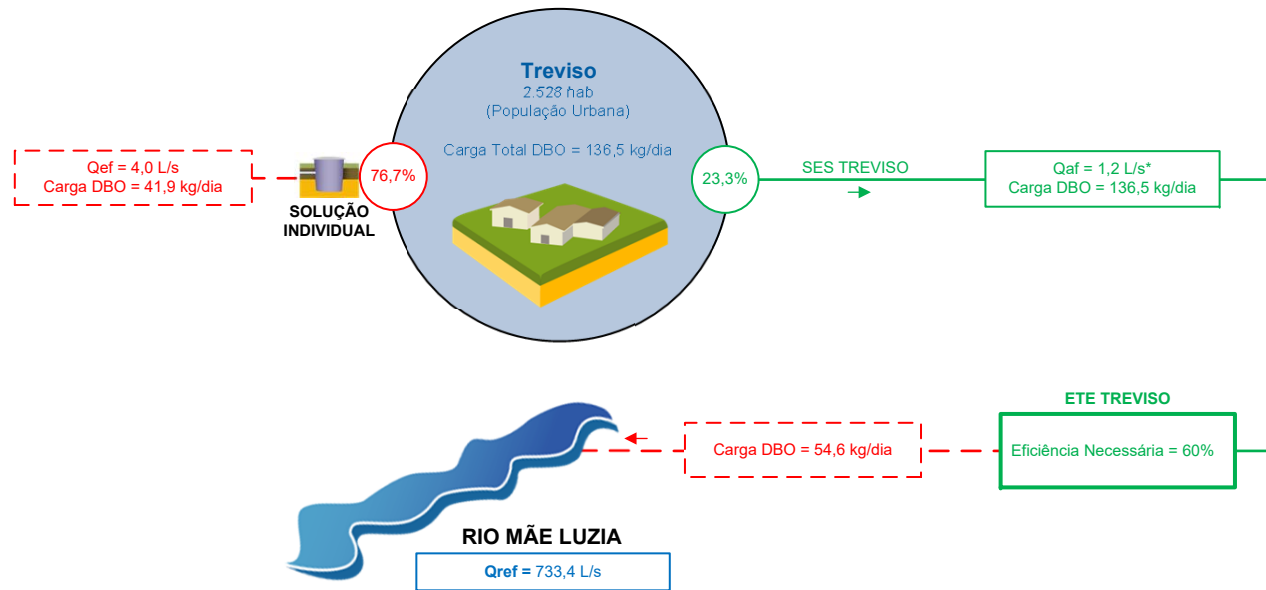 Treviso
2.528 hab
(População Urbana)
Carga Total DBO = 136,5 kg/dia
Qef = 4,0 L/s
Carga DBO = 41,9 kg/dia
SOLUÇÃO
INDIVIDUAL
76,7%
23,3%
SES TREVISO
Qaf = 1,2 L/s*
Carga DBO = 136,5 kg/dia
ETE TREVISO
Eficiência Necessária = 60%
Carga DBO = 54,6 kg/dia
RIO MÃE LUZIA
Qref = 733,4 L/s